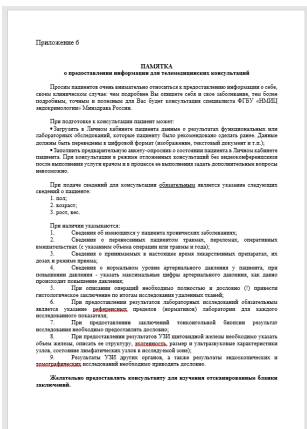 Приложение 6
ПАМЯТКА
о предоставлении информации для телемедицинских консультаций
Просим пациентов очень внимательно относиться к предоставлению информации о себе,
своем клиническом случае: чем подробнее Вы опишете себя и свое заболевание, тем более
подробным, точным и полезным для Вас будет консультация специалиста ФГБУ «НМИЦ
эндокринологии» Минздрава России.
При подготовке к консультации пациент может:
• Загрузить в Личном кабинете пациента данные о результатах функциональных или
лабораторных обследований, которые пациенту было рекомендовано сделать ранее. Данные
должны быть переведены в цифровой формат (изображение, текстовый документ и т.п.);
• Заполнить предварительную анкету-опросник о состоянии пациента в Личном кабинете
пациента. При консультации в режиме отложенных консультаций без видеоконференцсвязи
после выполнения услуги врачом и в процессе ее выполнения задать дополнительные вопросы
невозможно.
При подаче сведений для консультации обязательным является указание следующих
сведений о пациенте:
1. пол;
2. возраст;
3. рост, вес.
При наличии указываются:
1. Сведения об имеющихся у пациента хронических заболеваниях;
2. Сведения о перенесенных пациентом травмах, переломах, оперативных
вмешательствах (с указанием объема операции или травмы и года);
3. Сведения о принимаемых в настоящее время лекарственных препаратах, их
дозах и режиме приема;
4. Сведения о нормальном уровне артериального давления у пациента, при
повышении давления - указать максимальные цифры артериального давления, как давно
происходит повышение давления;
5. При описании операций необходимо полностью и дословно (!) привести
гистологическое заключение по итогам исследования удаленных тканей;
6. При предоставлении результатов лабораторных исследований обязательным
является указание референсных пределов (нормативов) лаборатории для каждого
исследованного показателя;
7. При предоставлении заключений тонкоигольной биопсии результат
исследования необходимо предоставить дословно;
8. При предоставлении результатов УЗИ щитовидной железы необходимо указать
объем железы, описать ее структуру, эхогенность, размер и ультразвуковые характеристики
узлов, состояние лимфатических узлов в исследуемой зоне;
9. Результаты УЗИ других органов, а также результаты эндоскопических и
томографических исследований необходимо приводить дословно.
Желательно предоставлять консультанту для изучения отсканированные бланки
заключений.